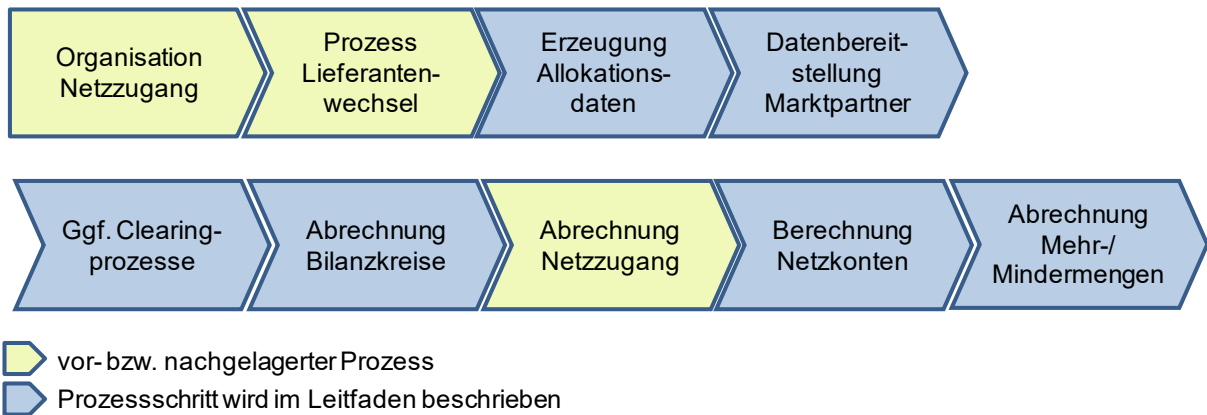 Organisation
Netzzugang
Prozess
Lieferanten-
wechsel
Erzeugung
Allokations-
daten
Datenbereit-
stellung
Marktpartner
Ggf. Clearing-
prozesse
Abrechnung
Bilanzkreise
Abrechnung
Netzzugang
Berechnung
Netzkonten
Abrechnung
Mehr-/
Mindermengen
vor- bzw. nachgelagerter Prozess
Prozessschritt wird im Leitfaden beschrieben